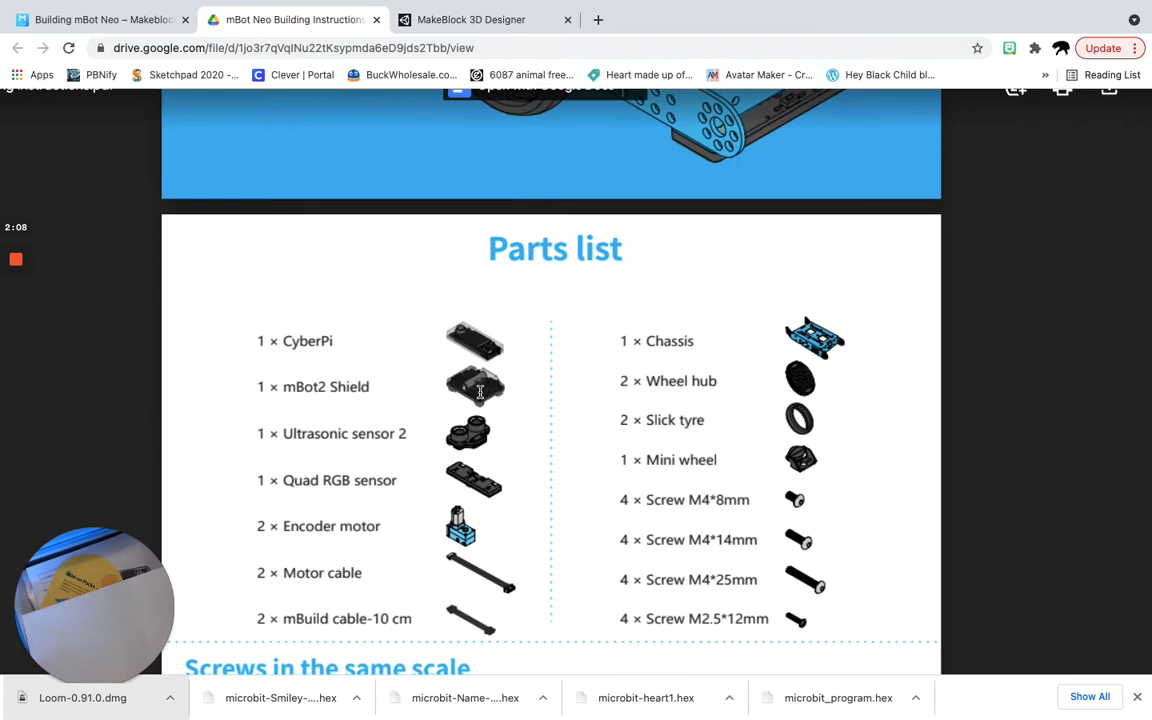 Building mBot Neo – Makebloc
mBot Neo Building Instructions
MakeBlock 3D Designer
drive.google.com/file/d/1jo3r7qVqINu22tKsypmda6eD9jds2Tbb/view
Update
Apps
PBNify
Sketchpad 2020 -...
Clever | Portal
BuckWholesale.co...
6087 animal free...
Heart made up of...
AM
Avatar Maker - Cr...
Hey Black Child bl...
»
Reading List
2:08
Parts list
1 × CyberPi
1 × mBot2 Shield
1 × Ultrasonic sensor 2
1 × Quad RGB sensor
2 × Encoder motor
2 × Motor cable
2 × mBuild cable-10 cm
1 × Chassis
2 × Wheel hub
2 × Slick tyre
1 × Mini wheel
4 × Screw M4*8mm
4 × Screw M4*14mm
4 × Screw M4*25mm
4 × Screw M2.5*12mm
Screws in the same scale
Loom-0.91.0.dmg
microbit-Smiley-....hex
microbit-Name-....hex
microbit-heart1.hex
microbit_program.hex
Show All